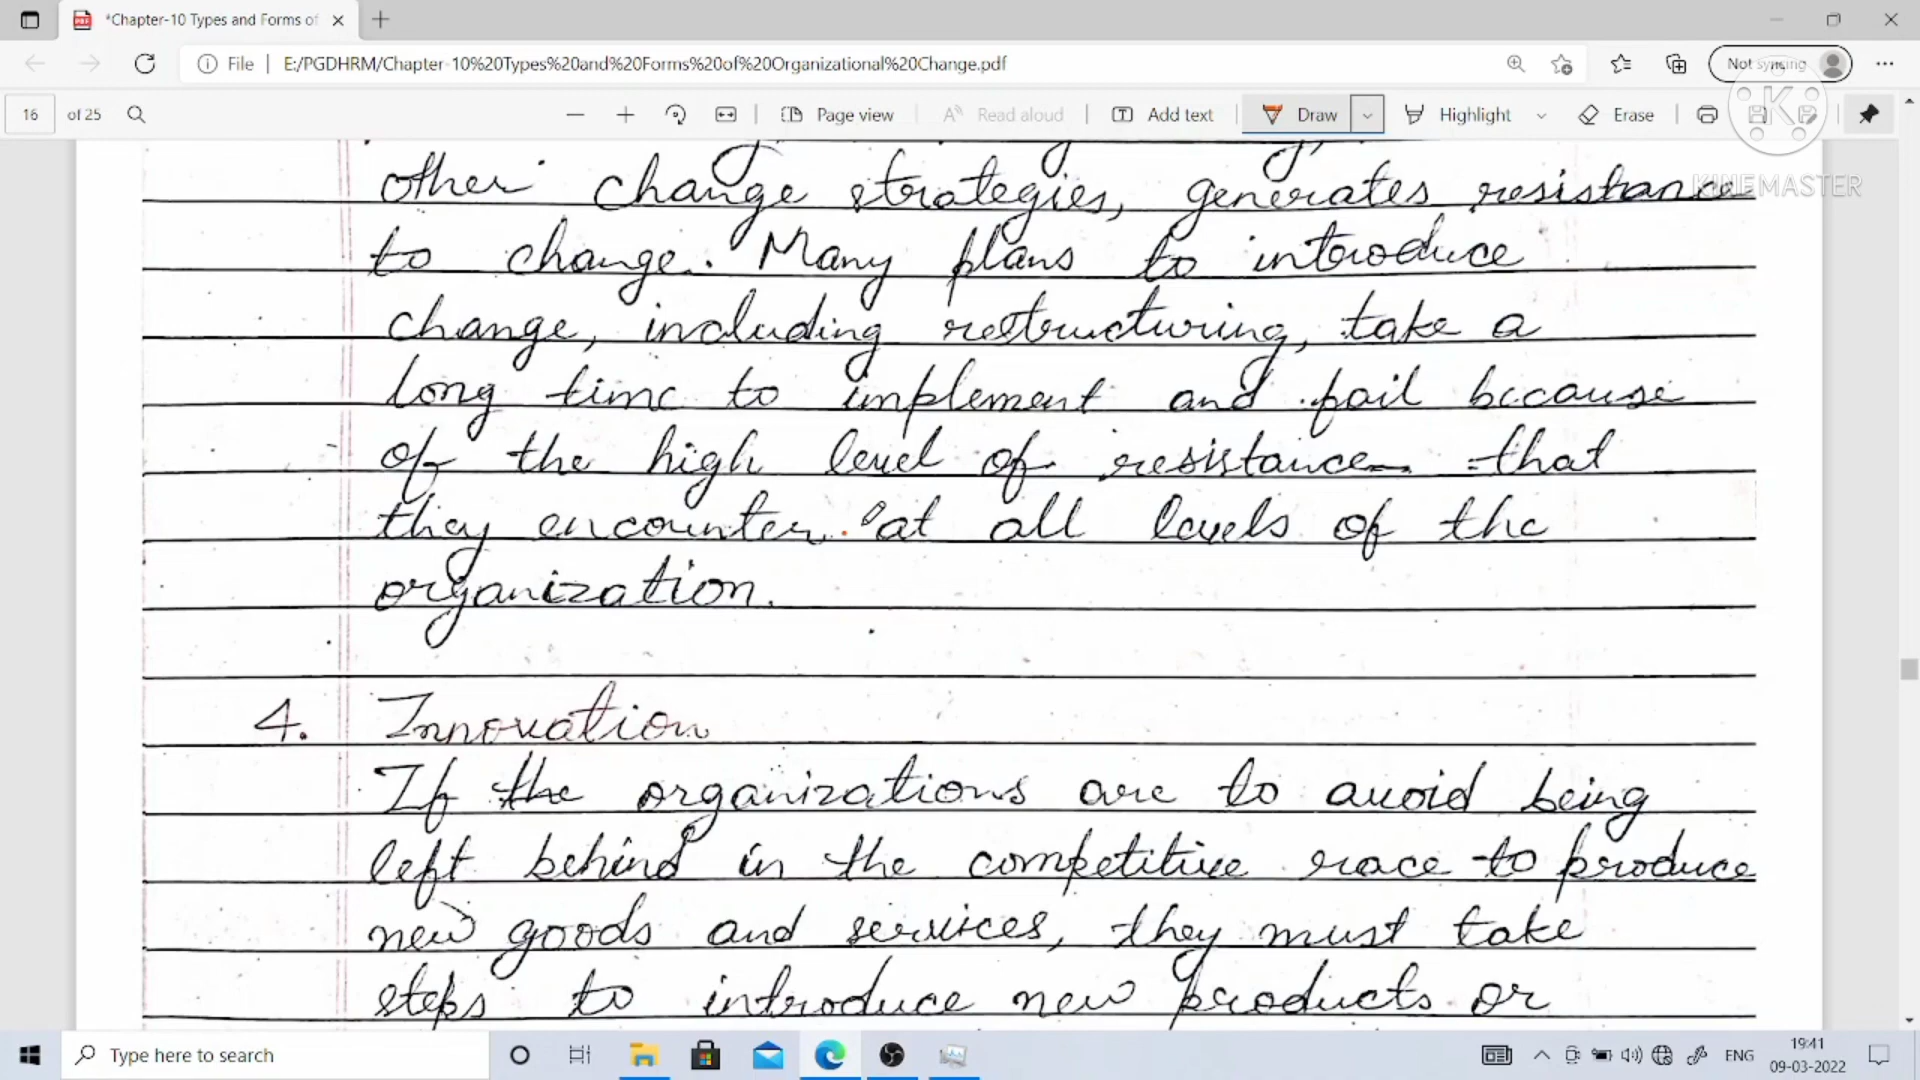 *Chapter-10 Types and Forms of
File E:/PGDHRM/Chapter-10%20Types%20and%20Forms%20of%20Organizational%20Change.pdf Not syncing
16 of 25 Page view Read aloud Add text Draw Highlight Erase
KINEMASTER
other change strategies, generates resistance
to change. Many plans to introduce
change, including restructuring, take a
long time to implement and fail because
of the high level of resistance that
they encounter at all levels of the
organization.
4. Innovation
If the organizations are to avoid being
left behind in the competitive race to produce
new goods and services, they must take
steps to introduce new products or
Type here to search ENG 19:41
09-03-2022